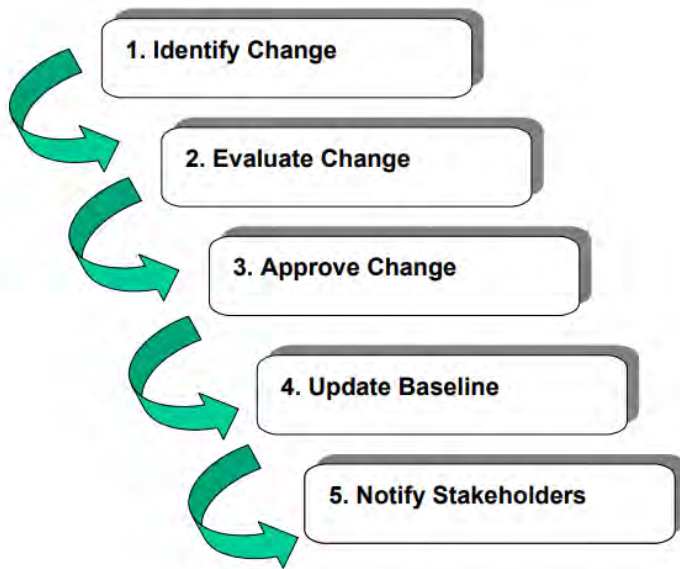 1. Identify Change
2. Evaluate Change
3. Approve Change
4. Update Baseline
5. Notify Stakeholders